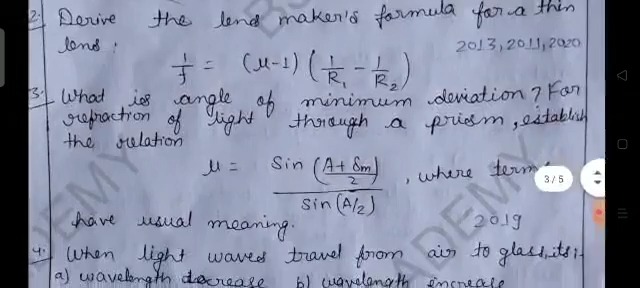 2. Derive the lens maker's formula for a thin
lens:
1/f = (μ-1) (1/R₁ - 1/R₂) 2013, 2011, 2020
3. What is angle of minimum deviation? For
refraction of light through a prism, establish
the relation
μ = Sin (A+δm/2) / Sin (A/2), where terms
3/5
have usual meaning. 2019
4. When light waves travel from air to glass, its:-
a) wavelength decrease b) wavelength increase
ADEMY